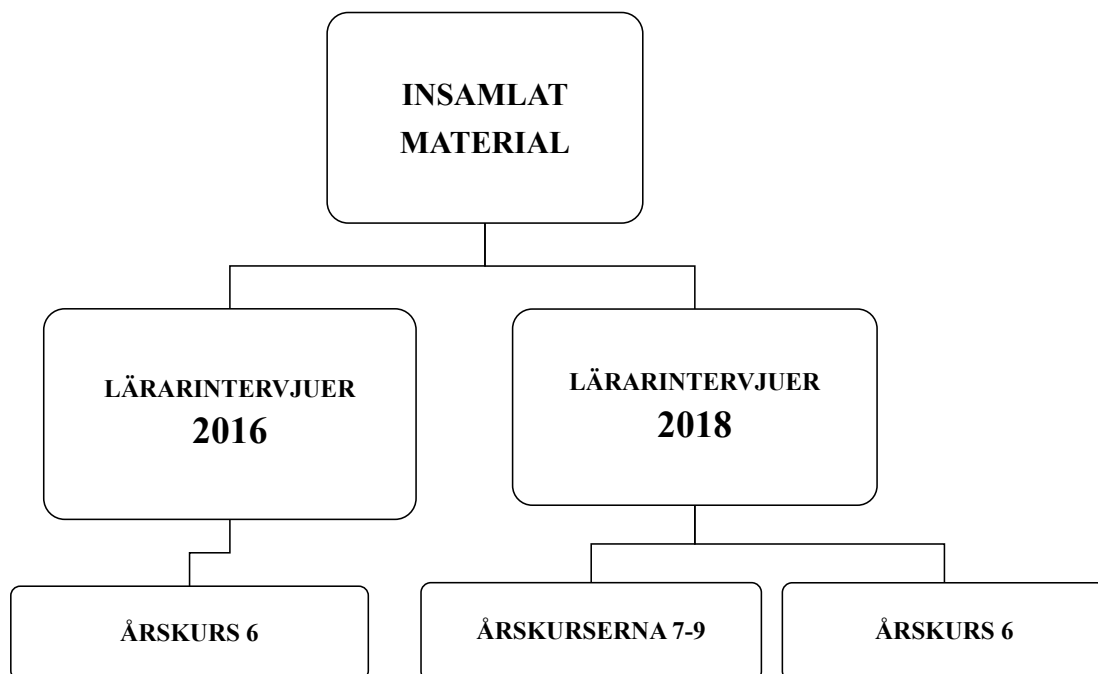 INSAMLAT
MATERIAL
LÄRARINTERVJUER
2016
LÄRARINTERVJUER
2018
ÅRSKURS 6
ÅRSKURSERNA 7-9
ÅRSKURS 6